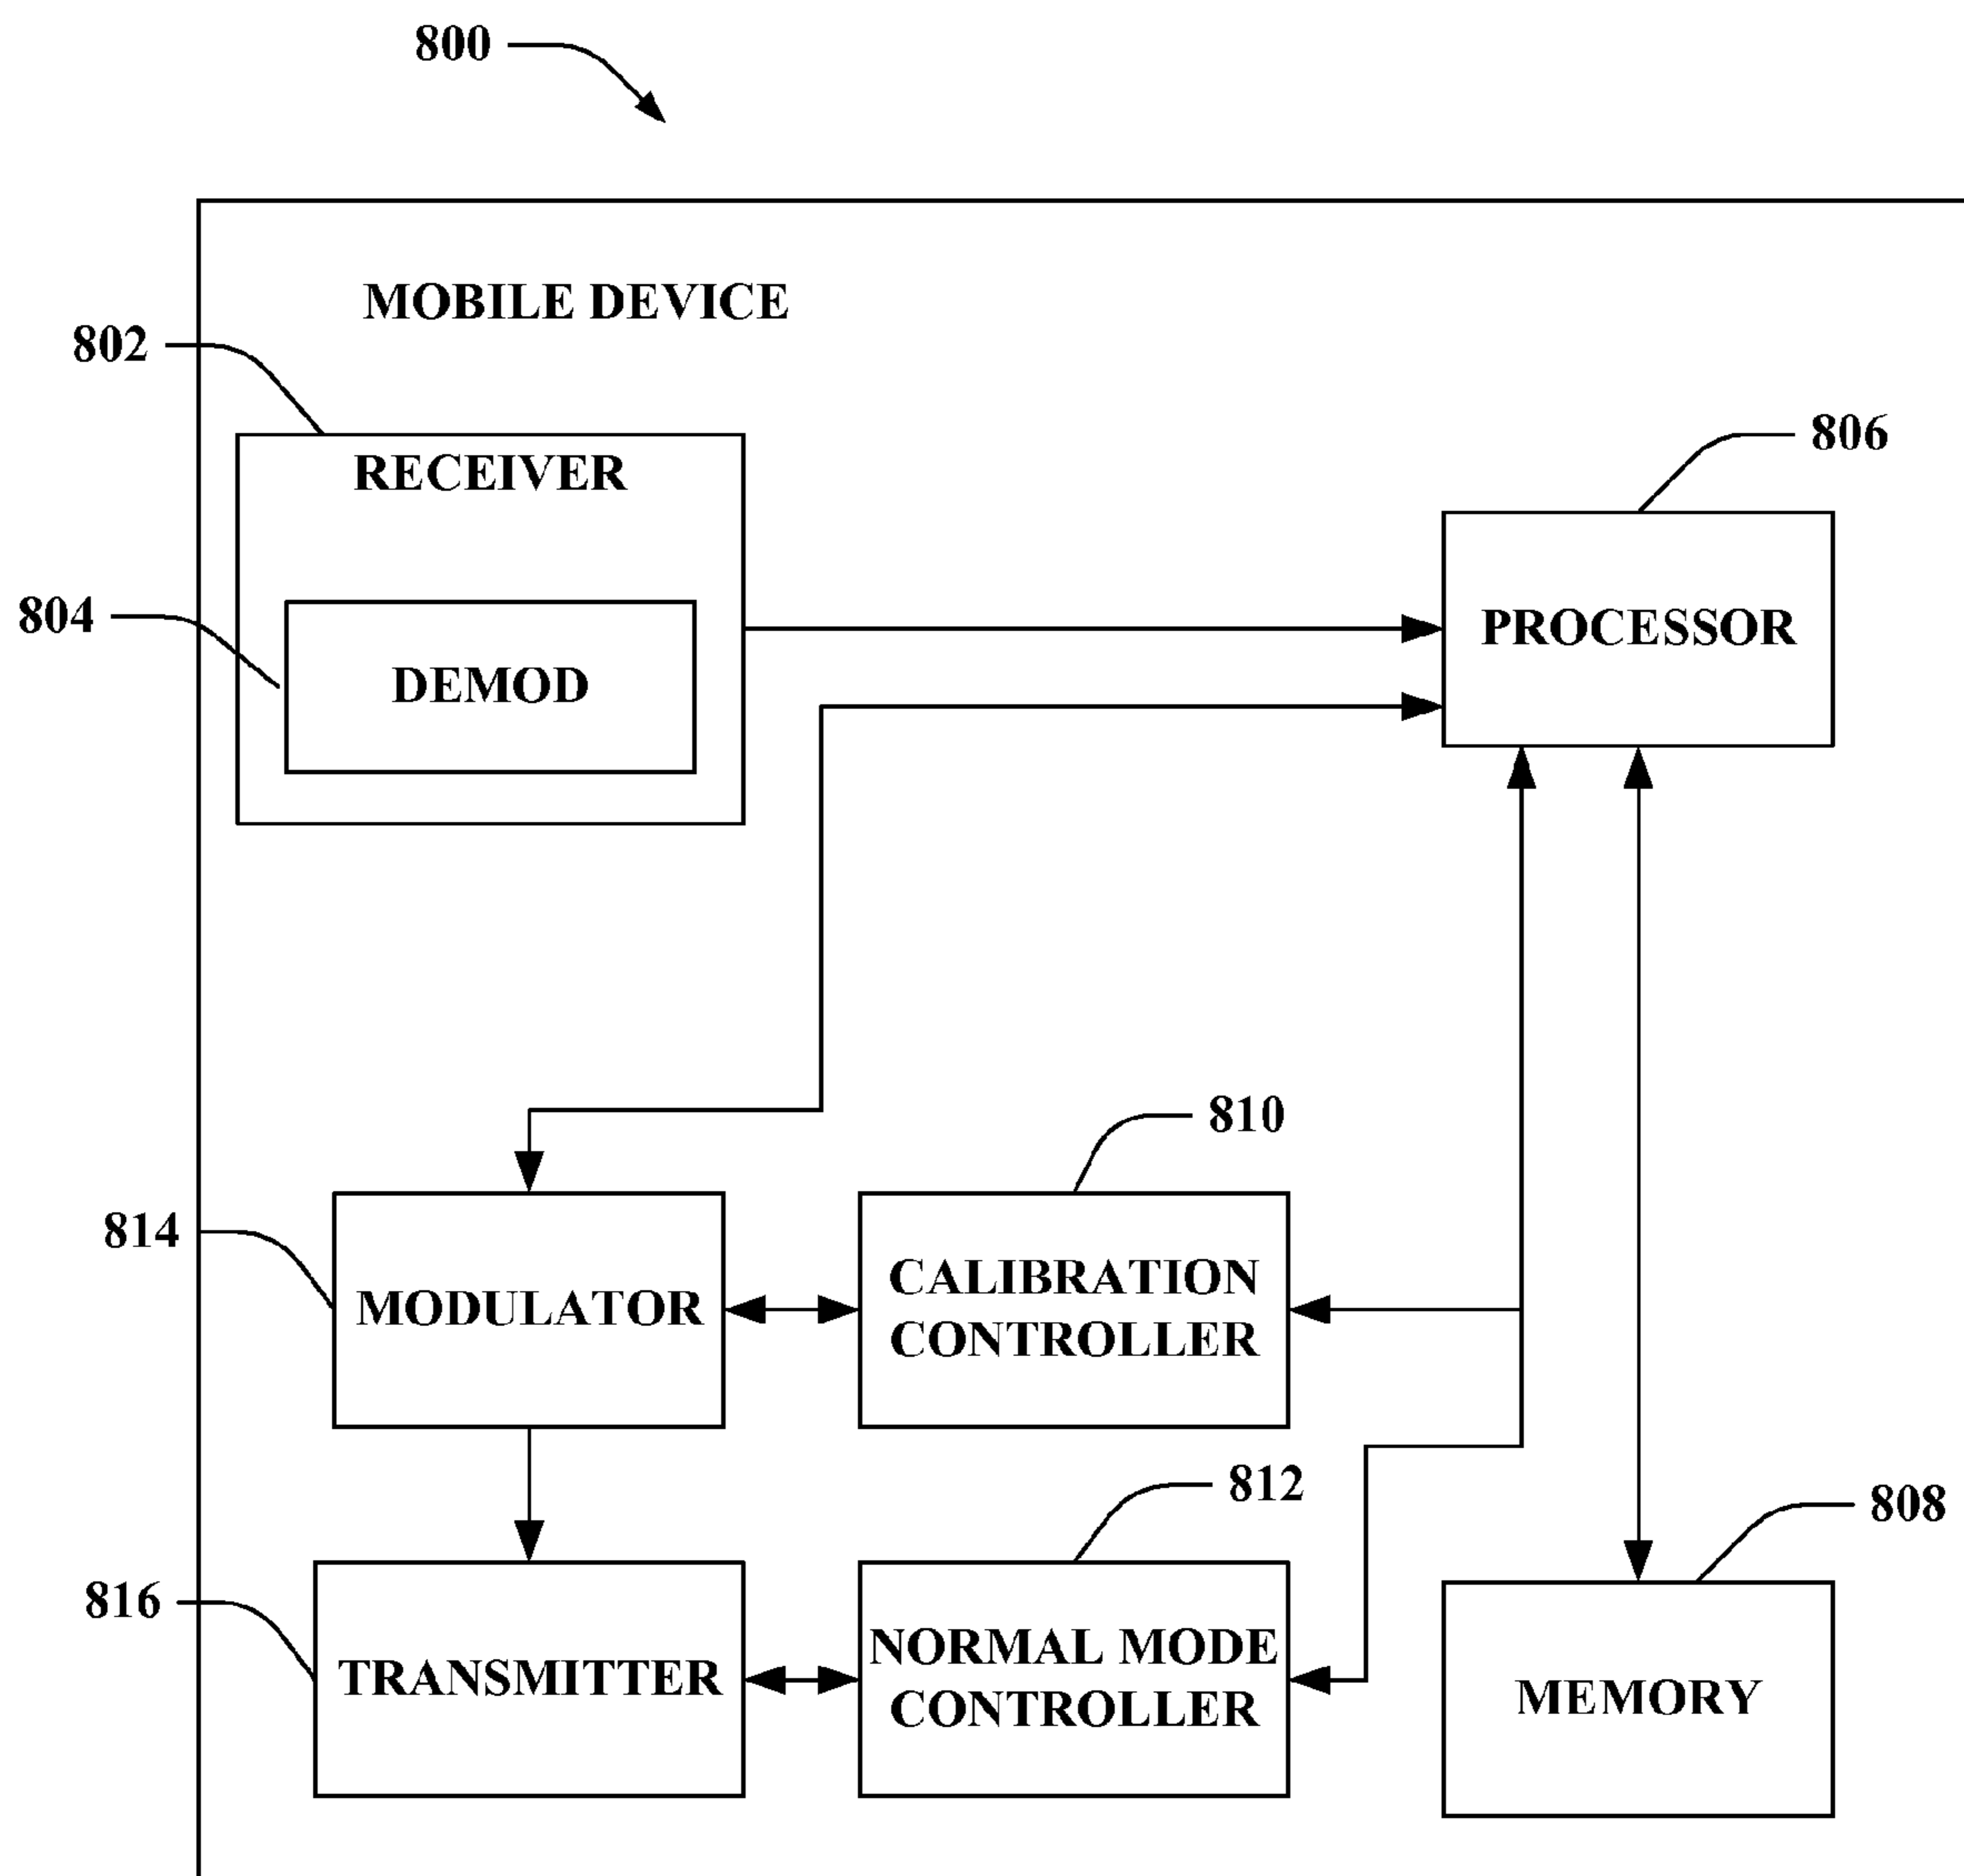 800
MOBILE DEVICE
802
RECEIVER
806
804
DEMOD
PROCESSOR
810
814
MODULATOR
CALIBRATION
CONTROLLER
812
808
816
TRANSMITTER
NORMAL MODE
CONTROLLER
MEMORY